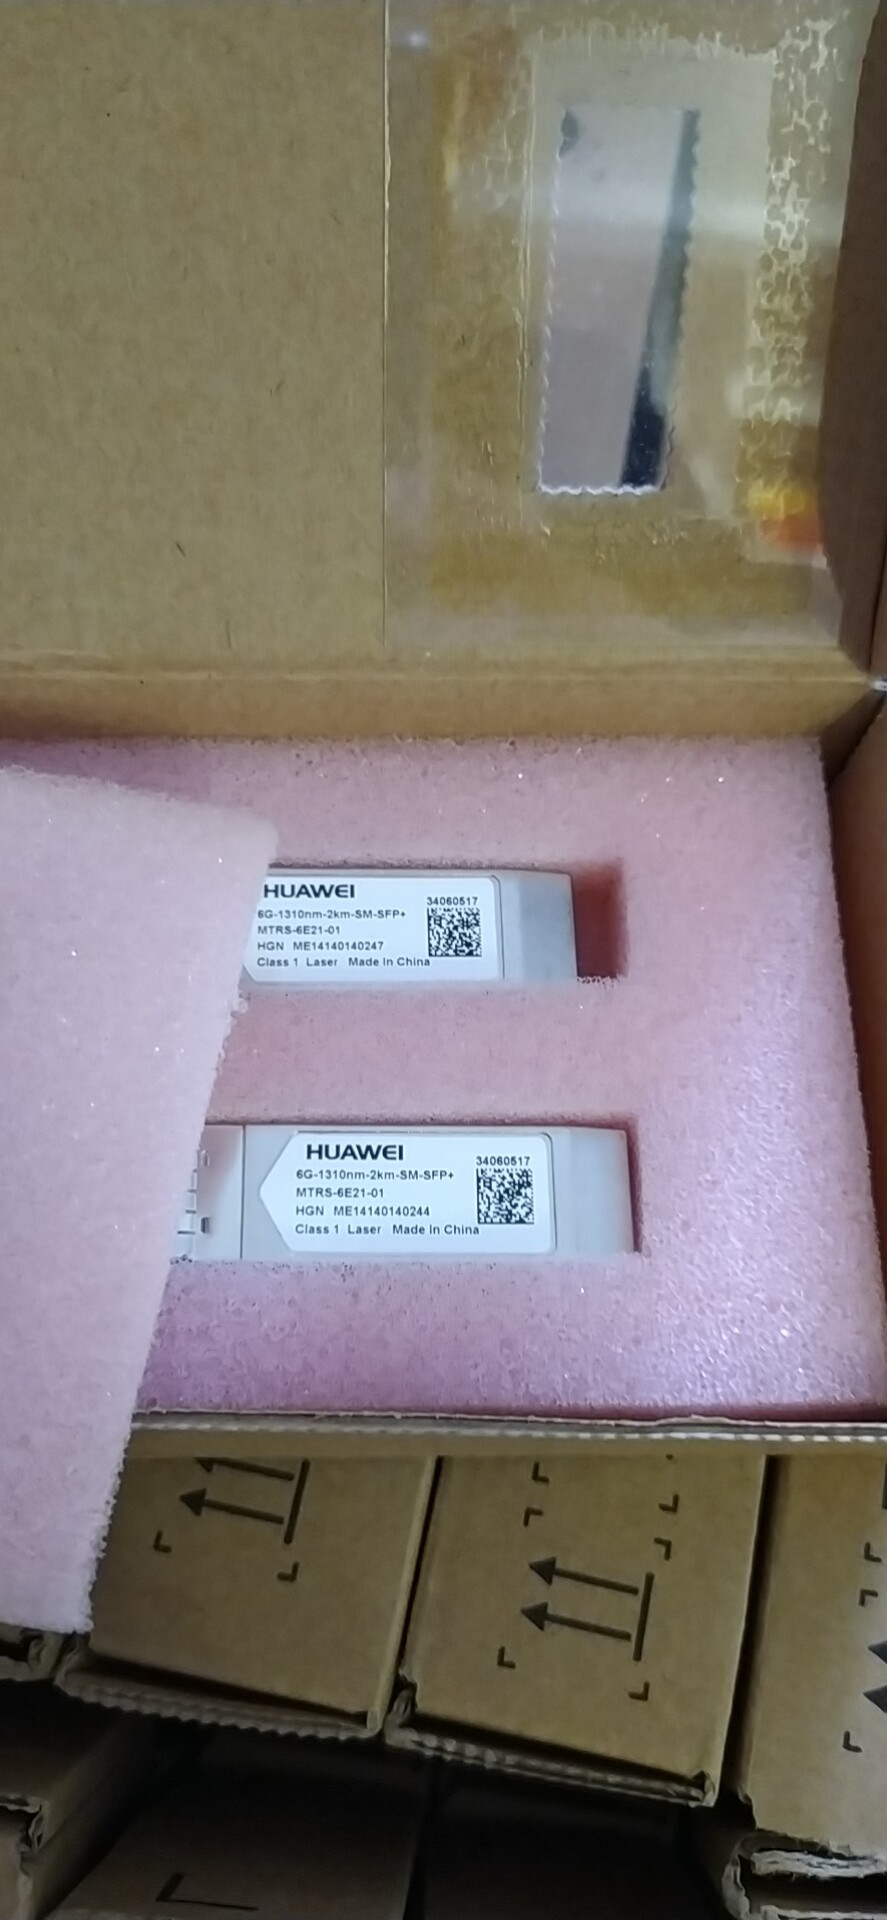 HUAWEI
34060517
6G-1310nm-2km-SM-SFP+
MTRS-6E21-01
HGN ME14140140247
Class 1 Laser Made in China
HUAWEI
34060517
6G-1310nm-2km-SM-SFP+
MTRS-6E21-01
HGN ME14140140244
Class 1 Laser Made in China